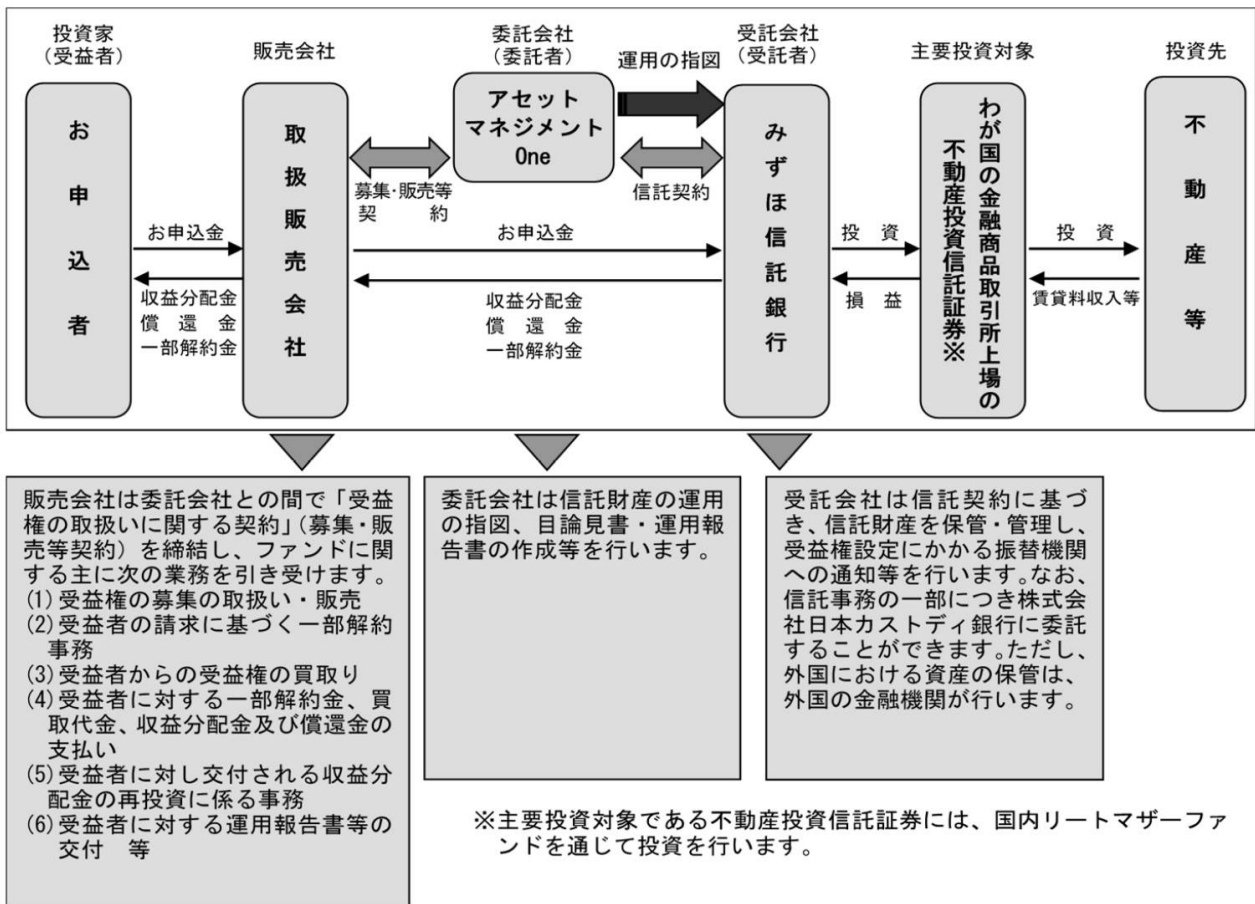 投資家
(受益者)
販売会社
委託会社
(委託者)
運用の指図
受託会社
(受託者)
主要投資対象
投資先
お申込者
取扱販売会社
アセット
マネジメント
One
みずほ信託銀行
わが国の金融商品取引所上場の
不動産投資信託証券※
不動産等
募集・販売等
契約
信託契約
お申込金
収益分配金
償還金
一部解約金
お申込金
収益分配金
償還金
一部解約金
投資
損益
投資
賃貸料収入等
販売会社は委託会社との間で「受益
権の取扱いに関する契約」(募集・販
売等契約)を締結し、ファンドに関
する主に次の業務を引き受けます。
(1)受益権の募集の取扱い・販売
(2)受益者の請求に基づく一部解約
事務
(3)受益者からの受益権の買取り
(4)受益者に対する一部解約金、買
取代金、収益分配金及び償還金の
支払い
(5)受益者に対し交付される収益分
配金の再投資に係る事務
(6)受益者に対する運用報告書等の
交付 等
委託会社は信託財産の運用
の指図、目論見書・運用報
告書の作成等を行います。
受託会社は信託契約に基づ
き、信託財産を保管・管理し、
受益権設定にかかる振替機関
への通知等を行います。なお、
信託事務の一部につき株式会
社日本カストディ銀行に委託
することができます。ただし、
外国における資産の保管は、
外国の金融機関が行います。
※主要投資対象である不動産投資信託証券には、国内リートマザーファ
ンドを通じて投資を行います。